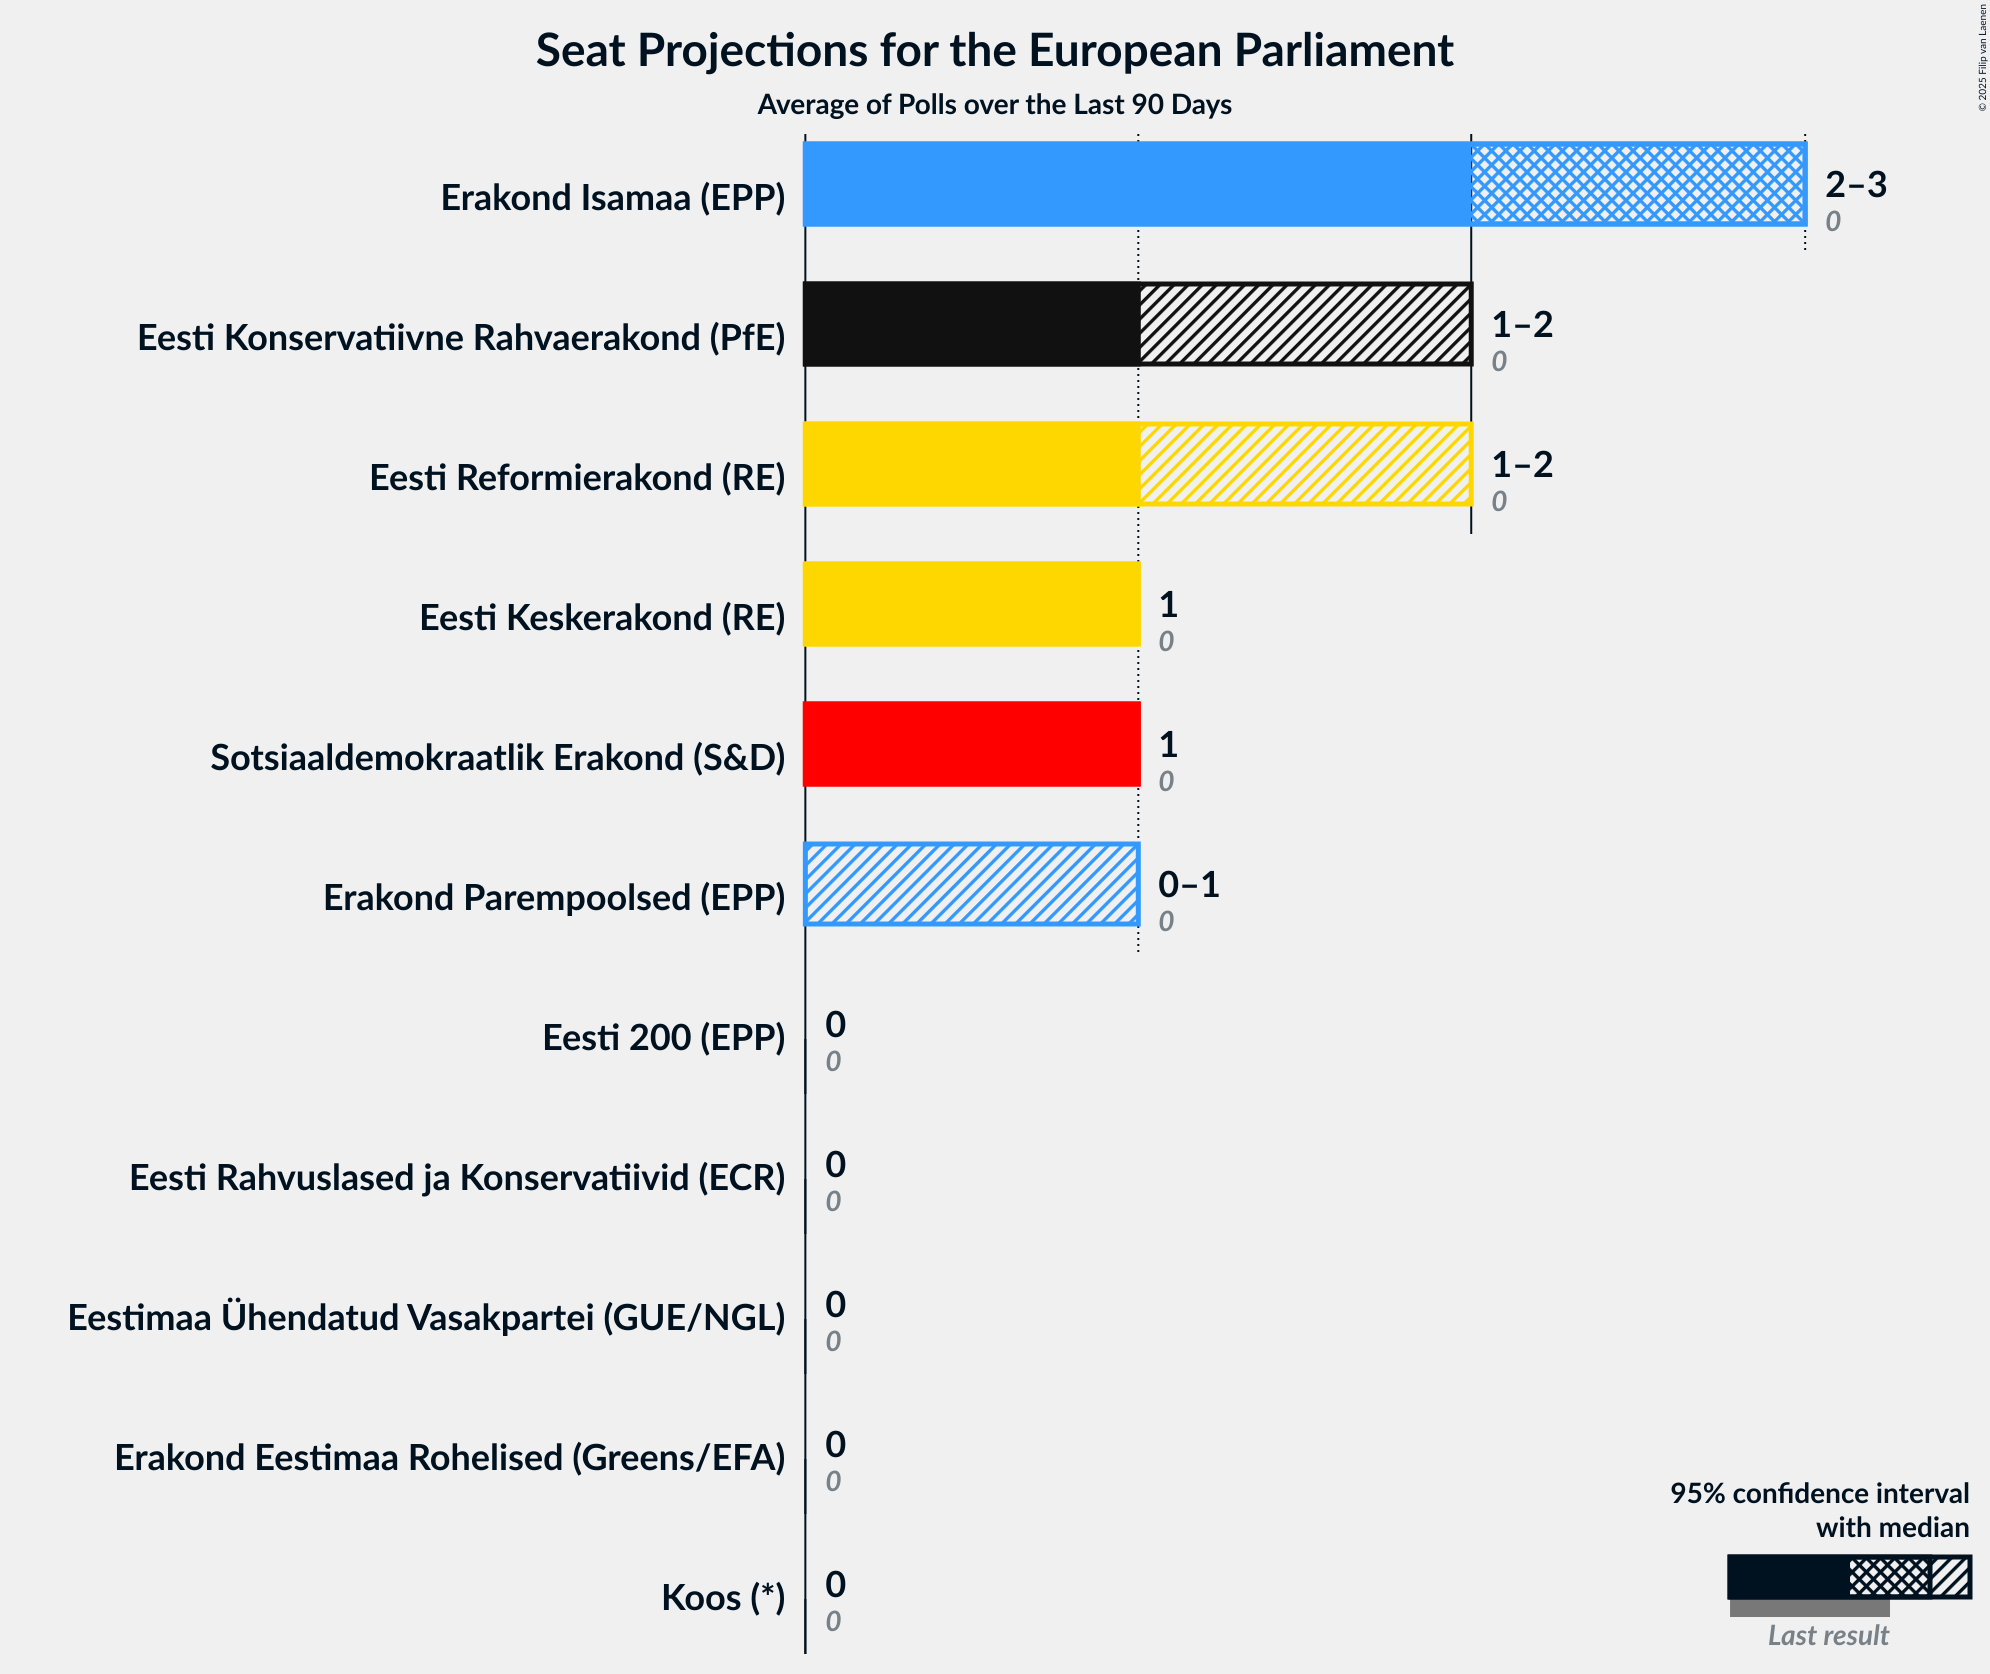 Seat Projections for the European Parliament
Average of Polls over the Last 90 Days
© 2025 Filip van Laenen
Erakond Isamaa (EPP)
2–3
0
Eesti Konservatiivne Rahvaerakond (PfE)
1–2
0
Eesti Reformierakond (RE)
1–2
0
Eesti Keskerakond (RE)
1
0
Sotsiaaldemokraatlik Erakond (S&D)
1
0
Erakond Parempoolsed (EPP)
0–1
0
Eesti 200 (EPP)
0
0
Eesti Rahvuslased ja Konservatiivid (ECR)
0
0
Eestimaa Ühendatud Vasakpartei (GUE/NGL)
0
0
Erakond Eestimaa Rohelised (Greens/EFA)
0
0
Koos (*)
0
0
95% confidence interval
with median
Last result